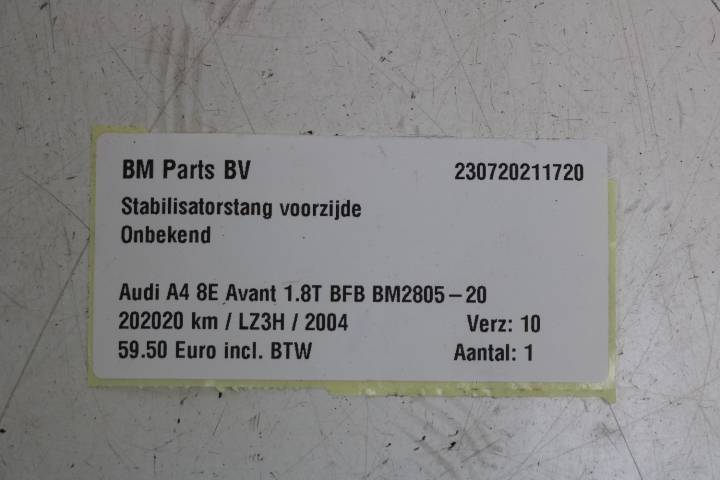 BM Parts BV 230720211720
Stabilisatorstang voorzijde
Onbekend
Audi A4 8E Avant 1.8T BFB BM2805-20
202020 km / LZ3H / 2004 Verz: 10
59.50 Euro incl. BTW Aantal: 1